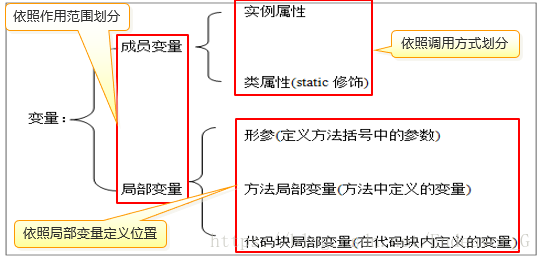 依照作用范围划分
实例属性
成员变量
依照调用方式划分
类属性(static 修饰)
变量：
形参(定义方法括号中的参数)
局部变量
方法局部变量(方法中定义的变量)
依照局部变量定义位置
代码块局部变量(在代码块内定义的变量)